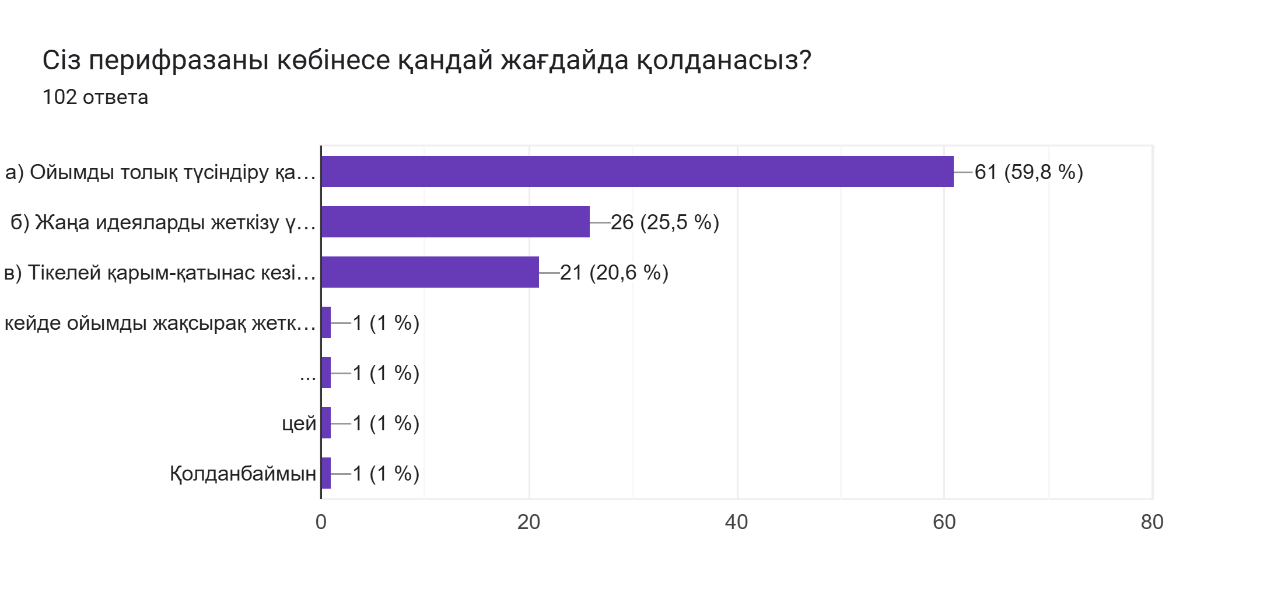 Сіз перифразаны көбінесе қандай жағдайда қолданасыз?
102 ответа
а) Ойымды толық түсіндіру қа…
61 (59,8 %)
б) Жаңа идеяларды жеткізу ү…
26 (25,5 %)
в) Тікелей қарым-қатынас кезі…
21 (20,6 %)
кейде ойымды жақсырақ жетк…
1 (1 %)
...
1 (1 %)
цей
1 (1 %)
Қолданбаймын
1 (1 %)
0 20 40 60 80